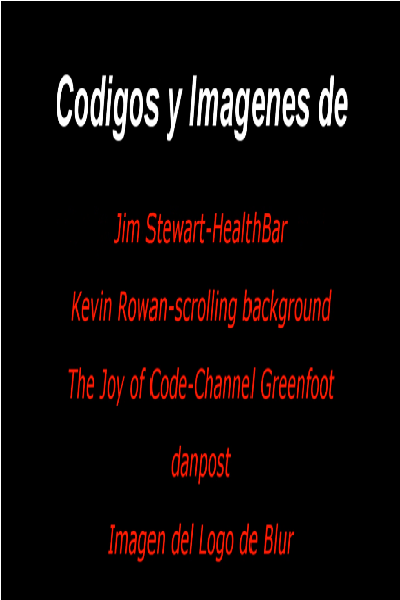 Codigos y Imagenes de
Jim Stewart-HealthBar
Kevin Rowan-scrolling background
The Joy of Code-Channel Greenfoot
danpost
Imagen del Logo de Blur